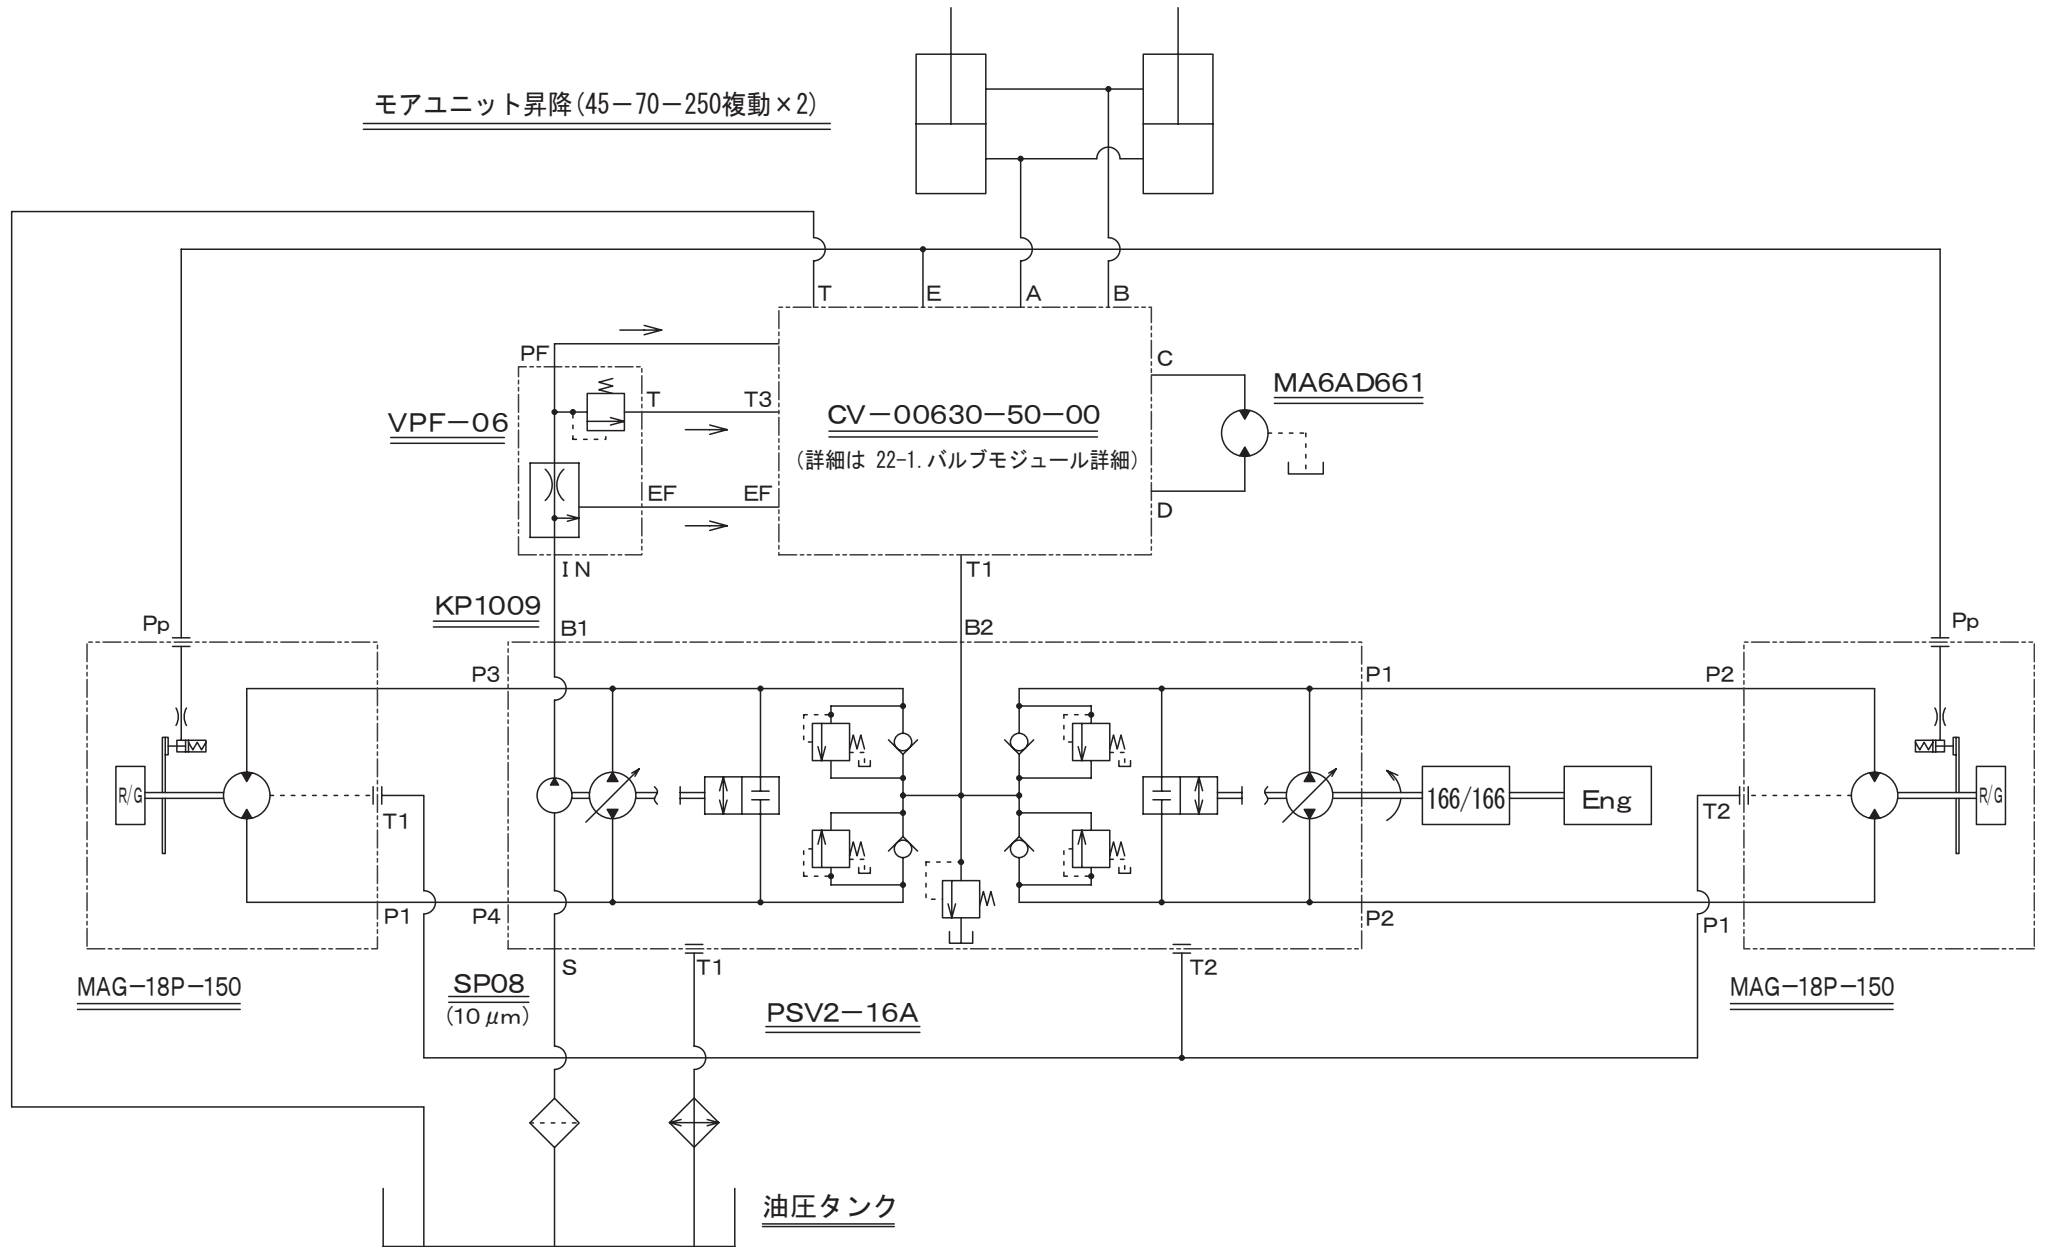 モアユニット昇降(45-70-250複動×2)
T
E
A
B
PF
C
VPF-06
T
T3
CV-00630-50-00
MA6AD661
(詳細は 22-1.バルブモジュール詳細)
EF
EF
D
IN
T1
KP1009
Pp
B1
B2
Pp
P3
P1
P2
R/G
T1
166/166
Eng
T2
R/G
P1
P4
P2
P1
S
T1
T2
MAG-18P-150
SP08
(10μm)
PSV2-16A
MAG-18P-150
油圧タンク